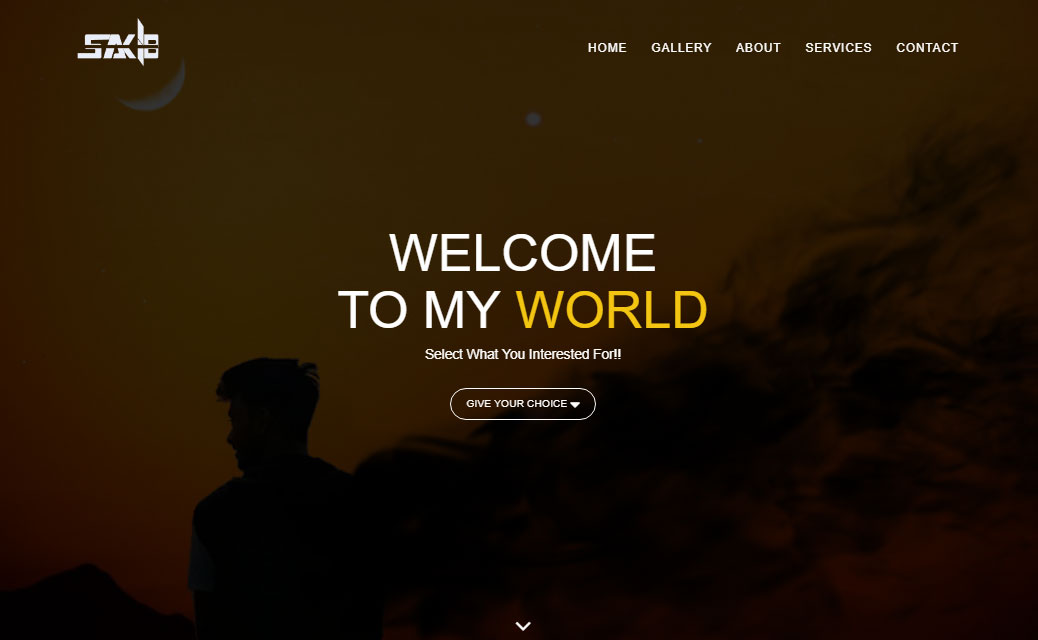 SAKIB
HOME GALLERY ABOUT SERVICES CONTACT
WELCOME
TO MY WORLD
Select What You Interested For!!
GIVE YOUR CHOICE